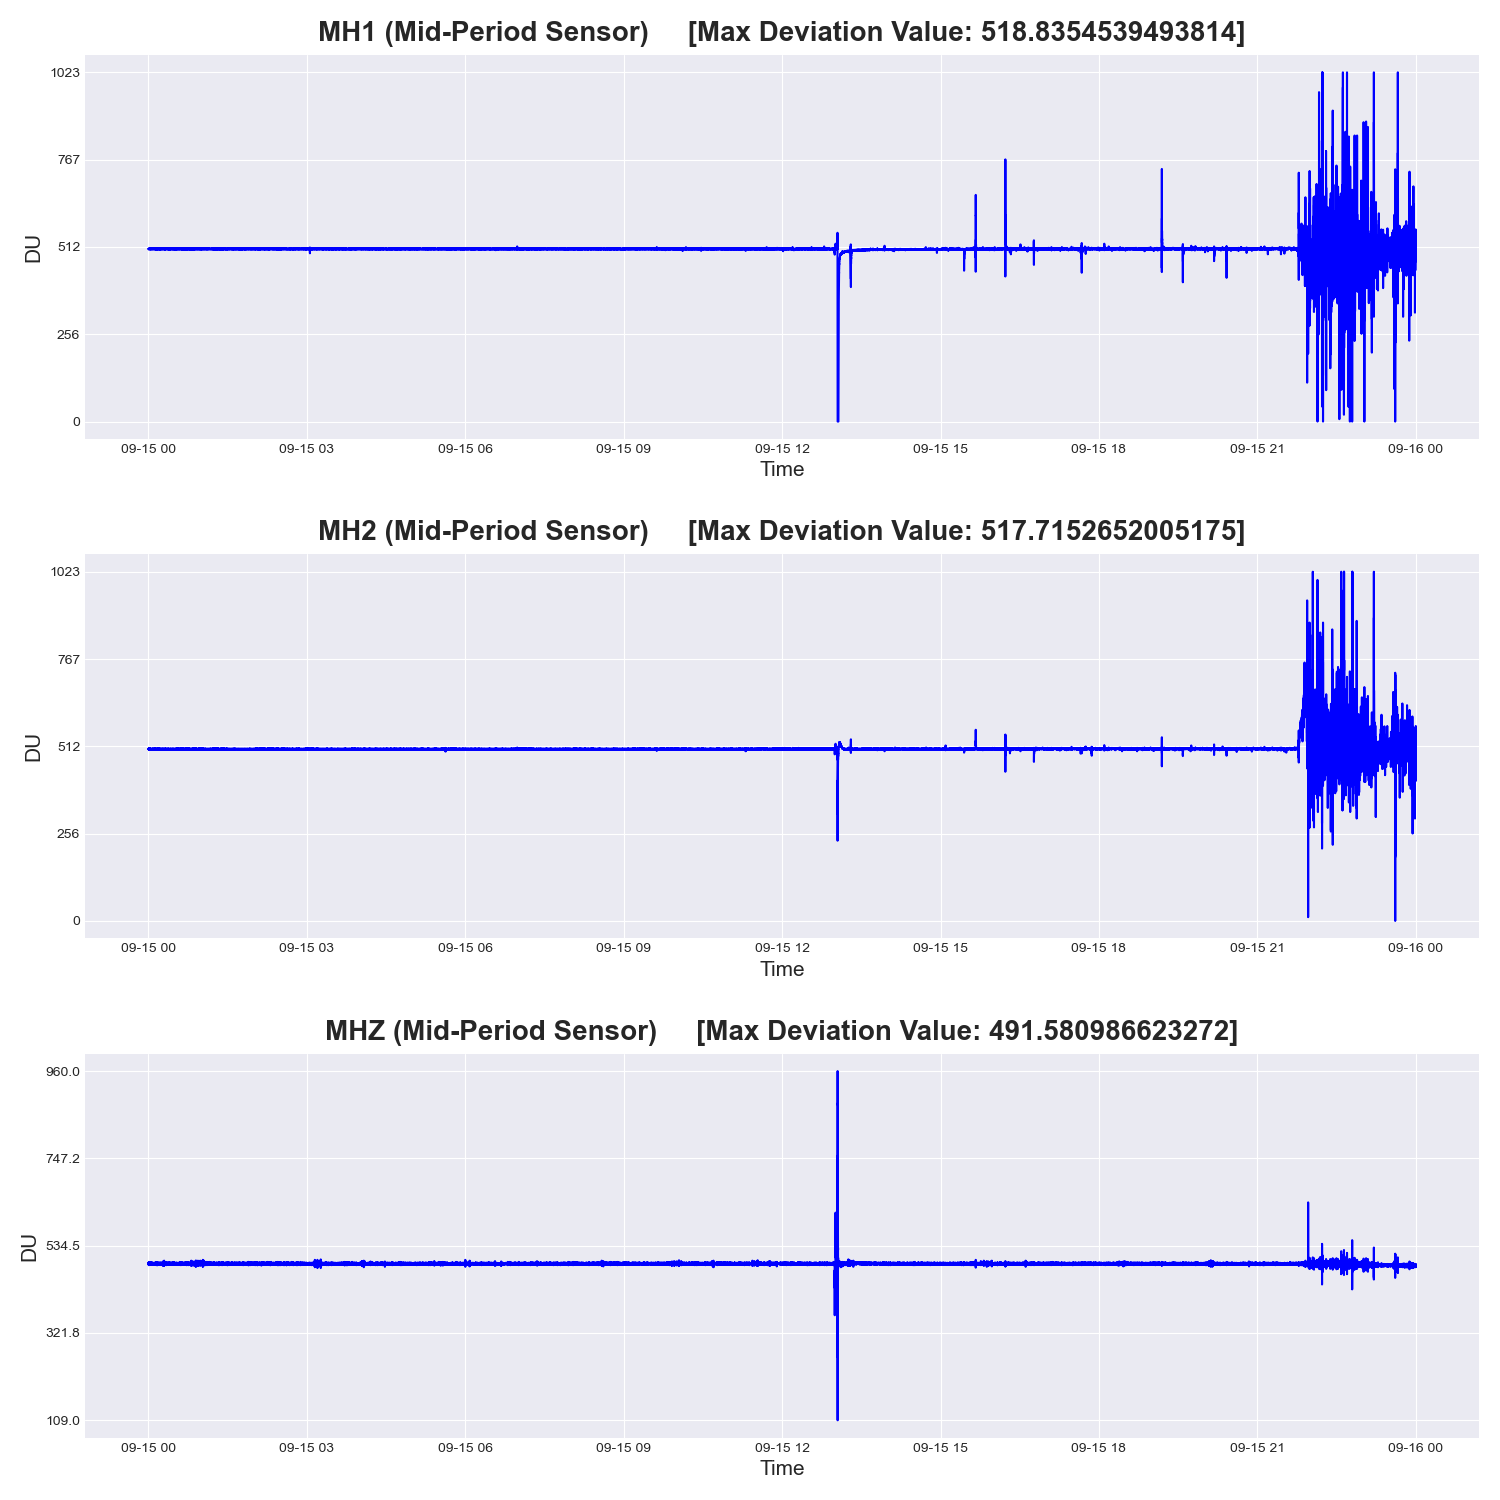 MH1 (Mid-Period Sensor) [Max Deviation Value: 518.8354539493814]
1023
767
512
256
0
DU
09-15 00 09-15 03 09-15 06 09-15 09 09-15 12 09-15 15 09-15 18 09-15 21 09-16 00
Time
MH2 (Mid-Period Sensor) [Max Deviation Value: 517.7152652005175]
1023
767
512
256
0
DU
09-15 00 09-15 03 09-15 06 09-15 09 09-15 12 09-15 15 09-15 18 09-15 21 09-16 00
Time
MHZ (Mid-Period Sensor) [Max Deviation Value: 491.580986623272]
960.0
747.2
534.5
321.8
109.0
DU
09-15 00 09-15 03 09-15 06 09-15 09 09-15 12 09-15 15 09-15 18 09-15 21 09-16 00
Time